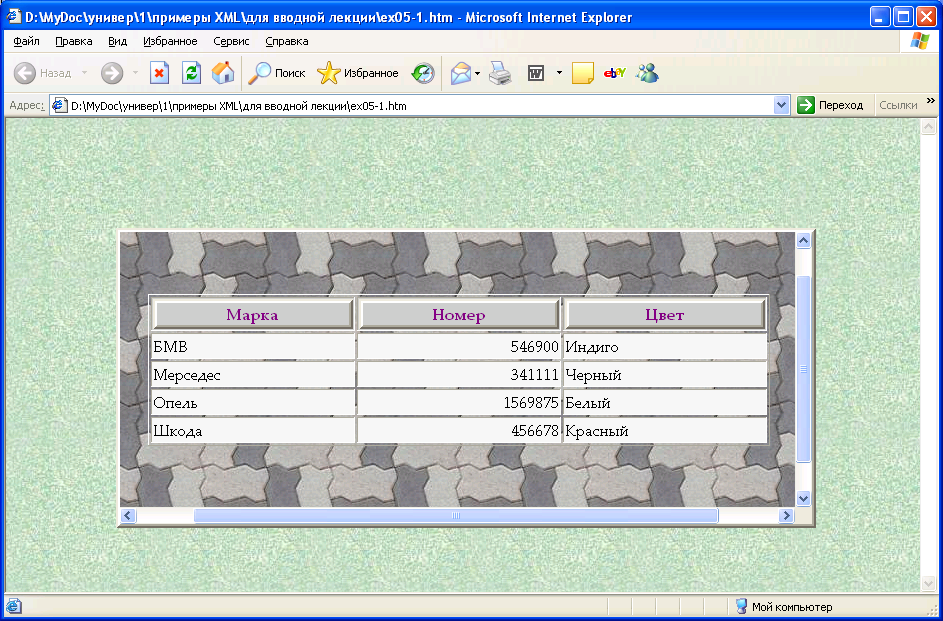 D:\MyDoc\универ\1\примеры XML\для вводной лекции\ex05-1.htm - Microsoft Internet Explorer
Файл Правка Вид Избранное Сервис Справка
Назад Поиск Избранное W ebY
Адрес: D:\MyDoc\универ\1\примеры XML\для вводной лекции\ex05-1.htm Переход Ссылки »
Марка Номер Цвет
БМВ 546900 Индиго
Мерседес 341111 Черный
Опель 1569875 Белый
Шкода 456678 Красный
Мой компьютер